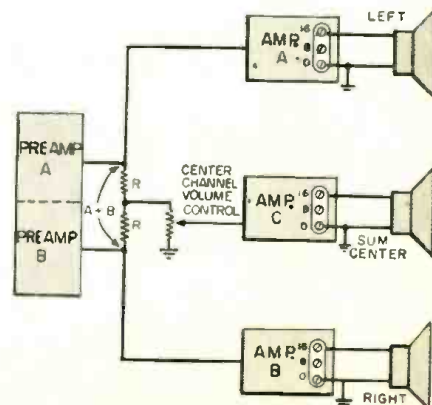 LEFT
AMP.
A
16
8
0
PREAMP
A
PREAMP
B
R
A + B
R
CENTER
CHANNEL
VOLUME
CONTROL
AMP.
C
16
8
0
SUM
CENTER
AMP.
B
16
8
0
RIGHT